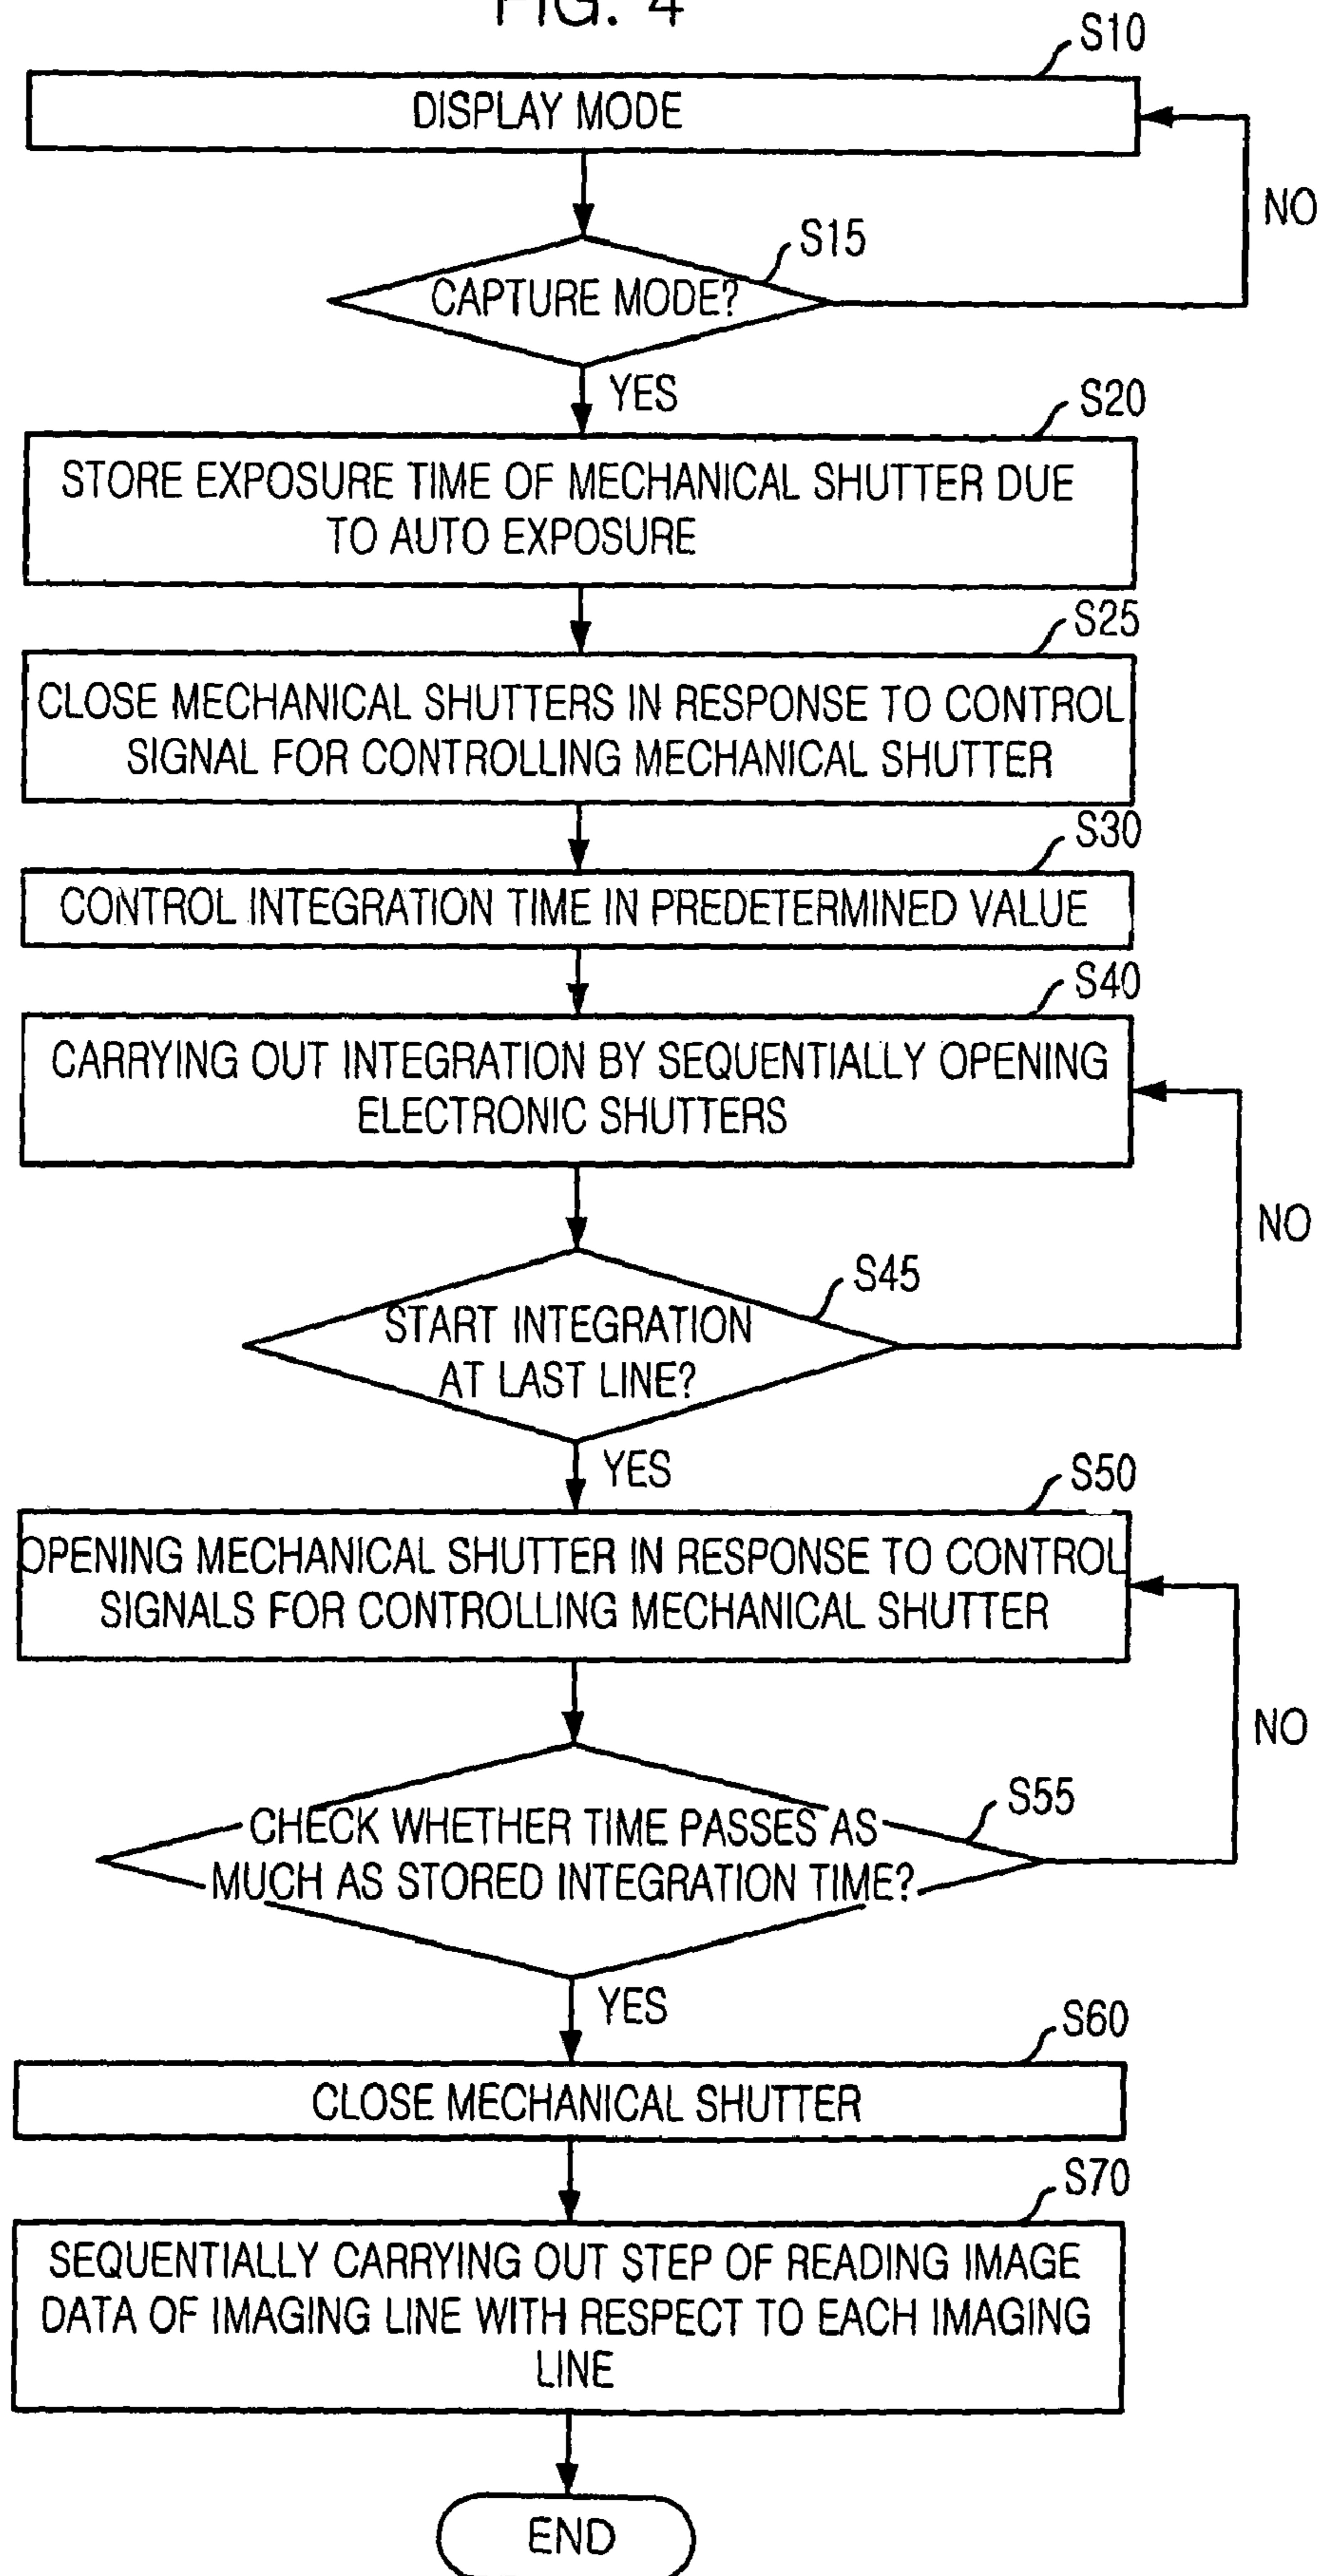 FIG. 4
S10
DISPLAY MODE
NO
S15
CAPTURE MODE?
YES
S20
STORE EXPOSURE TIME OF MECHANICAL SHUTTER DUE
TO AUTO EXPOSURE
S25
CLOSE MECHANICAL SHUTTERS IN RESPONSE TO CONTROL
SIGNAL FOR CONTROLLING MECHANICAL SHUTTER
S30
CONTROL INTEGRATION TIME IN PREDETERMINED VALUE
S40
CARRYING OUT INTEGRATION BY SEQUENTIALLY OPENING
ELECTRONIC SHUTTERS
NO
S45
START INTEGRATION
AT LAST LINE?
YES
S50
OPENING MECHANICAL SHUTTER IN RESPONSE TO CONTROL
SIGNALS FOR CONTROLLING MECHANICAL SHUTTER
NO
S55
CHECK WHETHER TIME PASSES AS
MUCH AS STORED INTEGRATION TIME?
YES
S60
CLOSE MECHANICAL SHUTTER
S70
SEQUENTIALLY CARRYING OUT STEP OF READING IMAGE
DATA OF IMAGING LINE WITH RESPECT TO EACH IMAGING
LINE
END